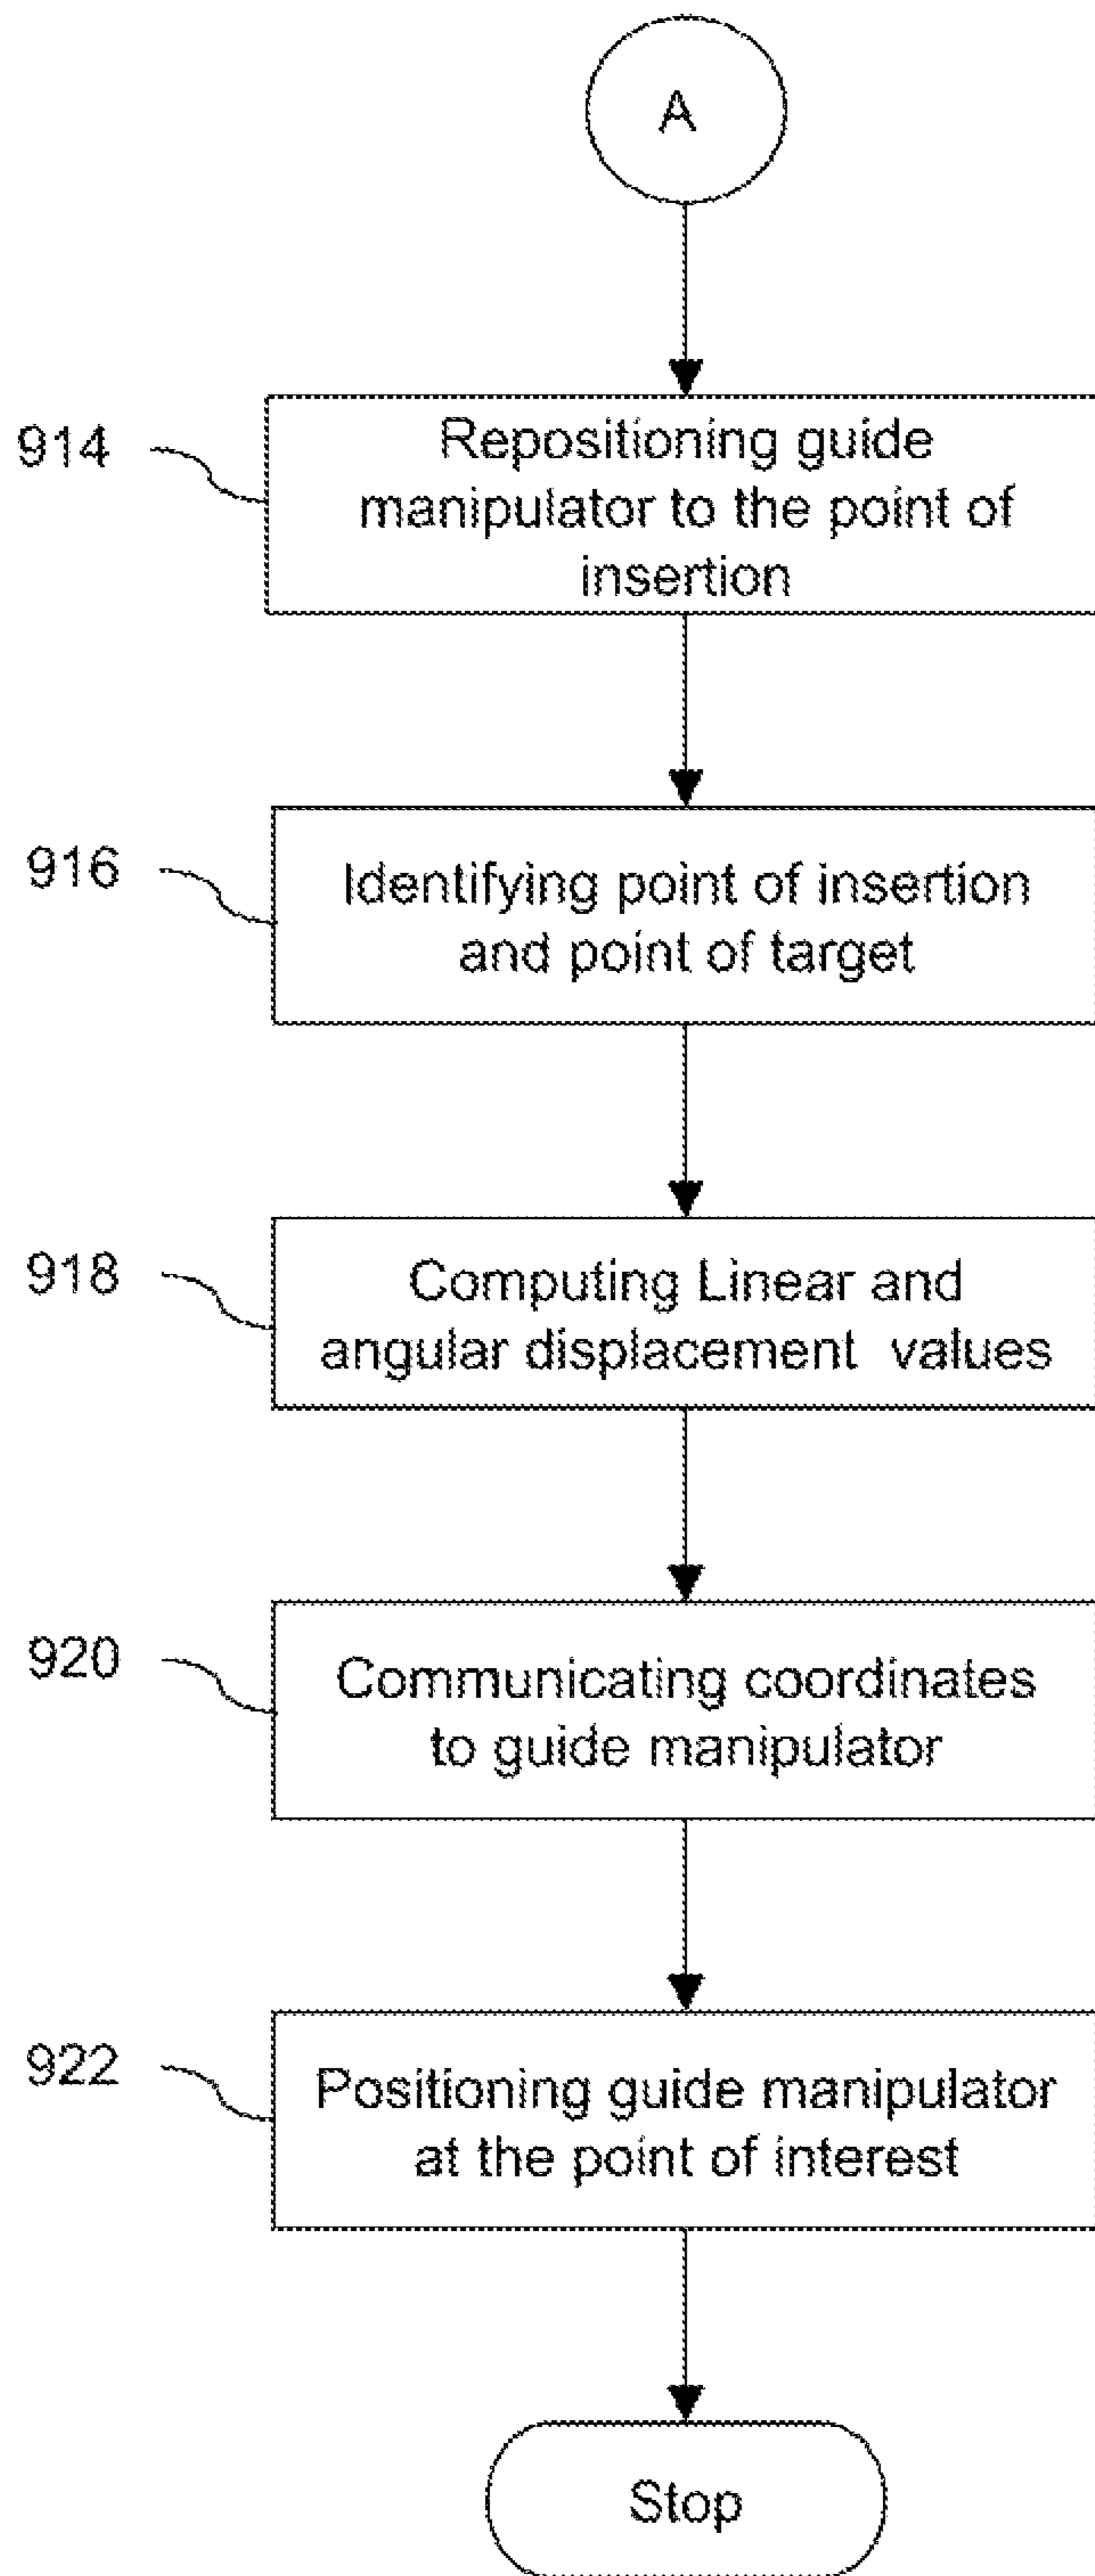 A
914
Repositioning guide
manipulator to the point of
insertion
916
Identifying point of insertion
and point of target
918
Computing Linear and
angular displacement values
920
Communicating coordinates
to guide manipulator
922
Positioning guide manipulator
at the point of interest
Stop